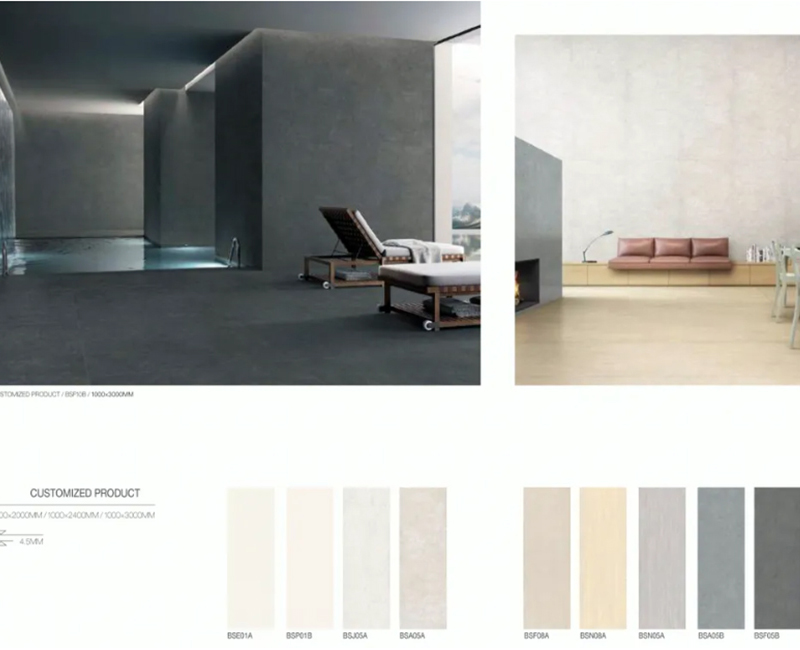 STOMIZED PRODUCT / BSF10B / 1000×3000MM
CUSTOMIZED PRODUCT
00×2000MM / 1000×2400MM / 1000×3000MM
4.5MM
BSE01A BSP01B BSJ05A BSA05A BSF08A BSN08A BSN05A BSA05B BSF05B